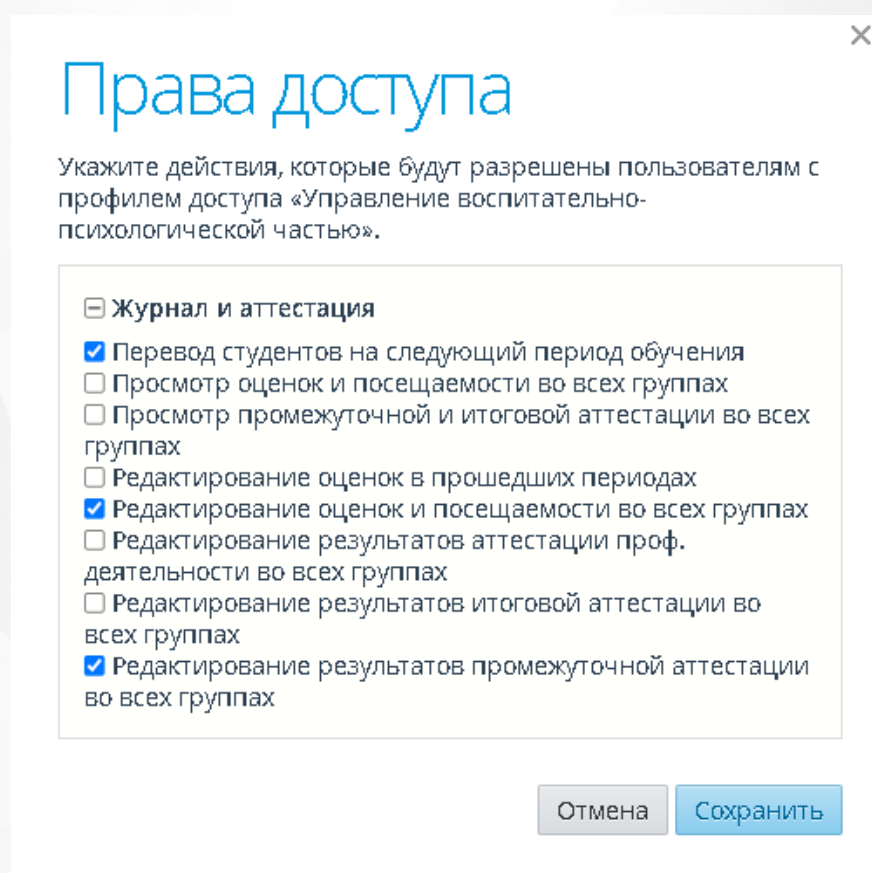 Права доступа
Укажите действия, которые будут разрешены пользователям с
профилем доступа «Управление воспитательно-
психологической частью».
Журнал и аттестация
Перевод студентов на следующий период обучения
Просмотр оценок и посещаемости во всех группах
Просмотр промежуточной и итоговой аттестации во всех
группах
Редактирование оценок в прошедших периодах
Редактирование оценок и посещаемости во всех группах
Редактирование результатов аттестации проф.
деятельности во всех группах
Редактирование результатов итоговой аттестации во
всех группах
Редактирование результатов промежуточной аттестации
во всех группах
Отмена Сохранить